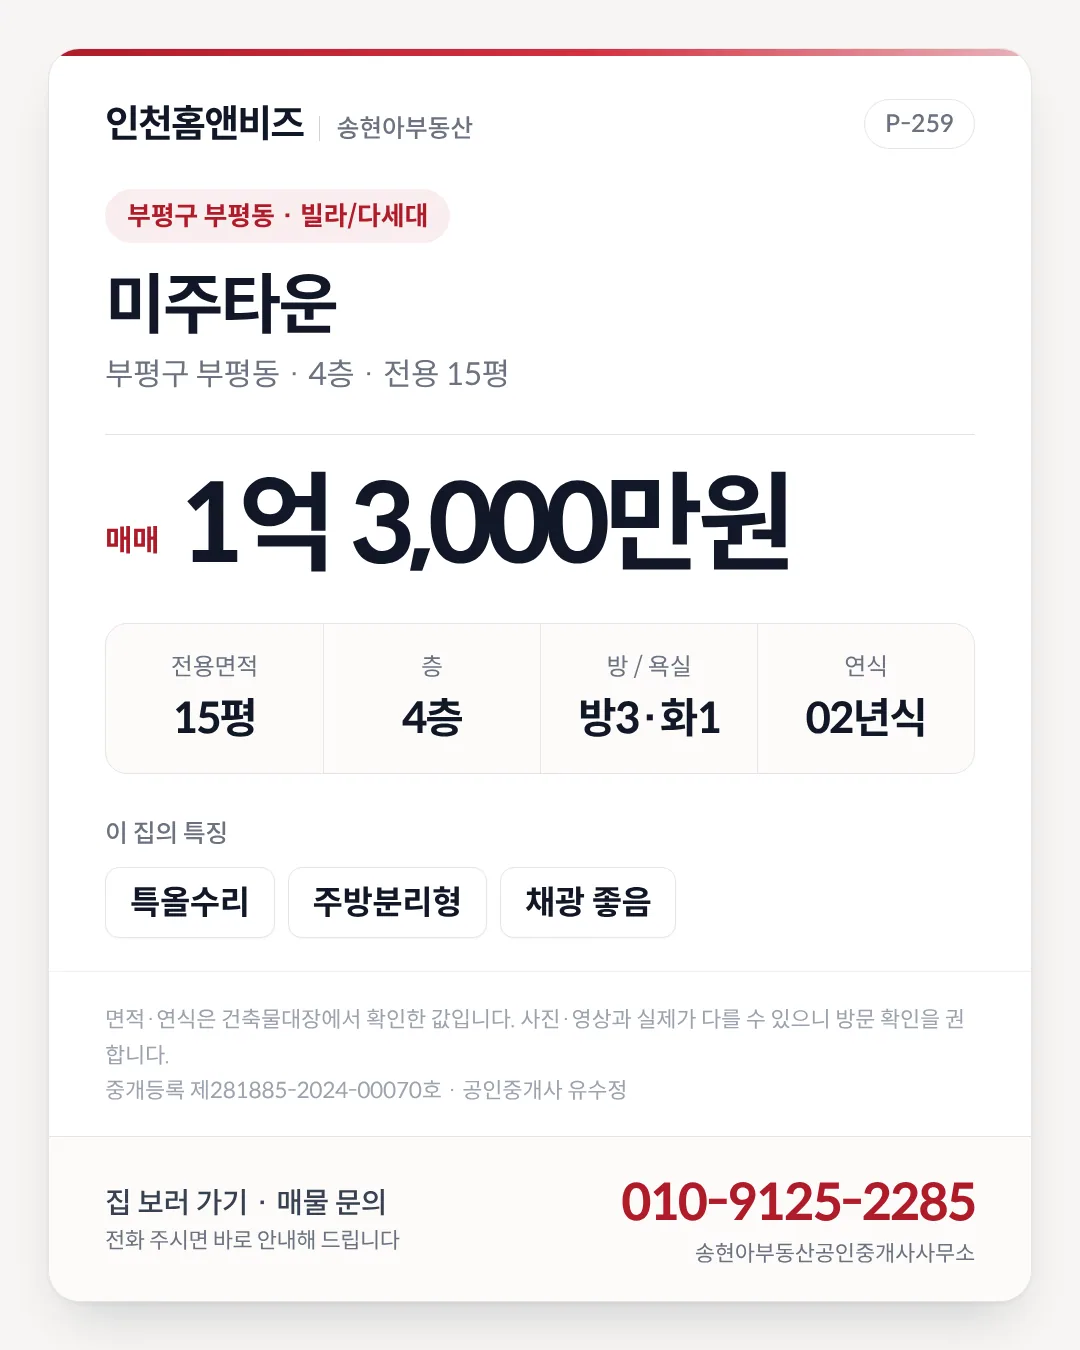 인천홈앤비즈 | 송현아부동산
P-259
부평구 부평동 · 빌라/다세대
미주타운
부평구 부평동 · 4층 · 전용 15평
매매 1억 3,000만원
전용면적 층 방 / 욕실 연식
15평 4층 방3·화1 02년식
이 집의 특징
특올수리 주방분리형 채광 좋음
면적·연식은 건축물대장에서 확인한 값입니다. 사진·영상과 실제가 다를 수 있으니 방문 확인을 권
합니다.
중개등록 제281885-2024-00070호 · 공인중개사 유수정
집 보러 가기 · 매물 문의
전화 주시면 바로 안내해 드립니다
010-9125-2285
송현아부동산공인중개사사무소